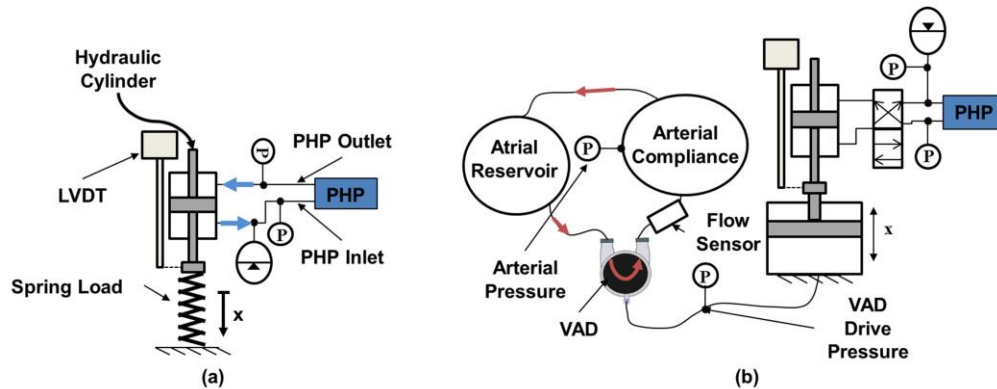 Hydraulic
Cylinder
P
PHP Outlet
LVDT
PHP
P
PHP Inlet
Spring Load
x
(a)
Atrial
Reservoir
P
Arterial
Compliance
Flow
Sensor
Arterial
Pressure
VAD
P
P
PHP
P
x
VAD
Drive
Pressure
(b)